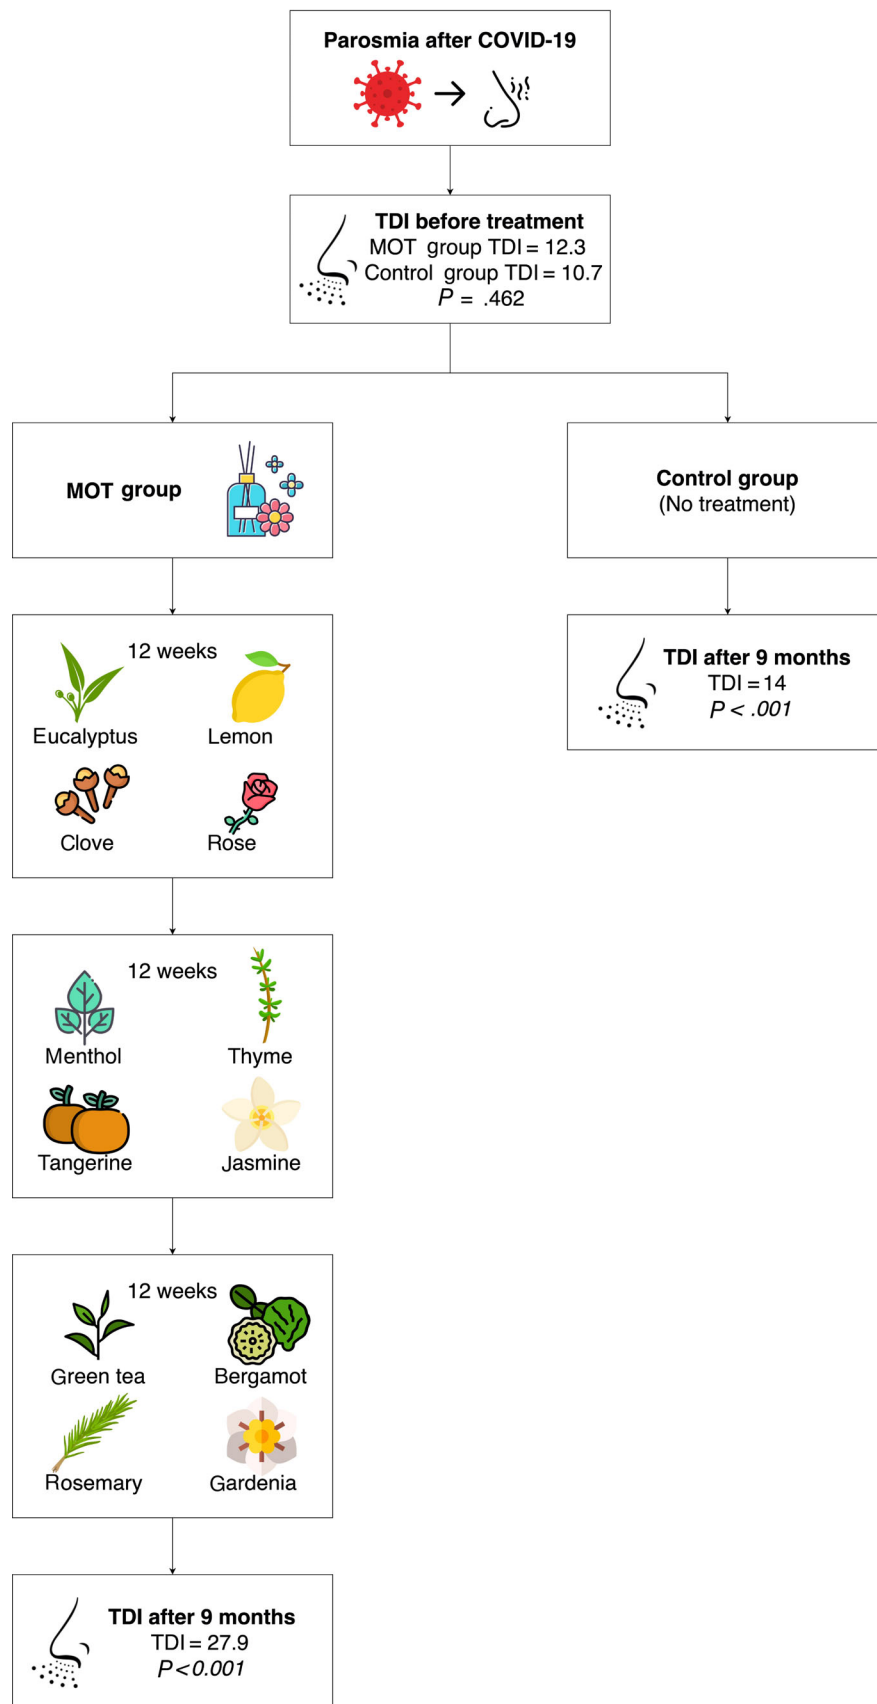 Parosmia after COVID-19
TDI before treatment
MOT group TDI = 12.3
Control group TDI = 10.7
P = .462
MOT group
Control group
(No treatment)
12 weeks
Eucalyptus
Lemon
Clove
Rose
TDI after 9 months
TDI = 14
P < .001
12 weeks
Menthol
Thyme
Tangerine
Jasmine
12 weeks
Green tea
Bergamot
Rosemary
Gardenia
TDI after 9 months
TDI = 27.9
P<0.001